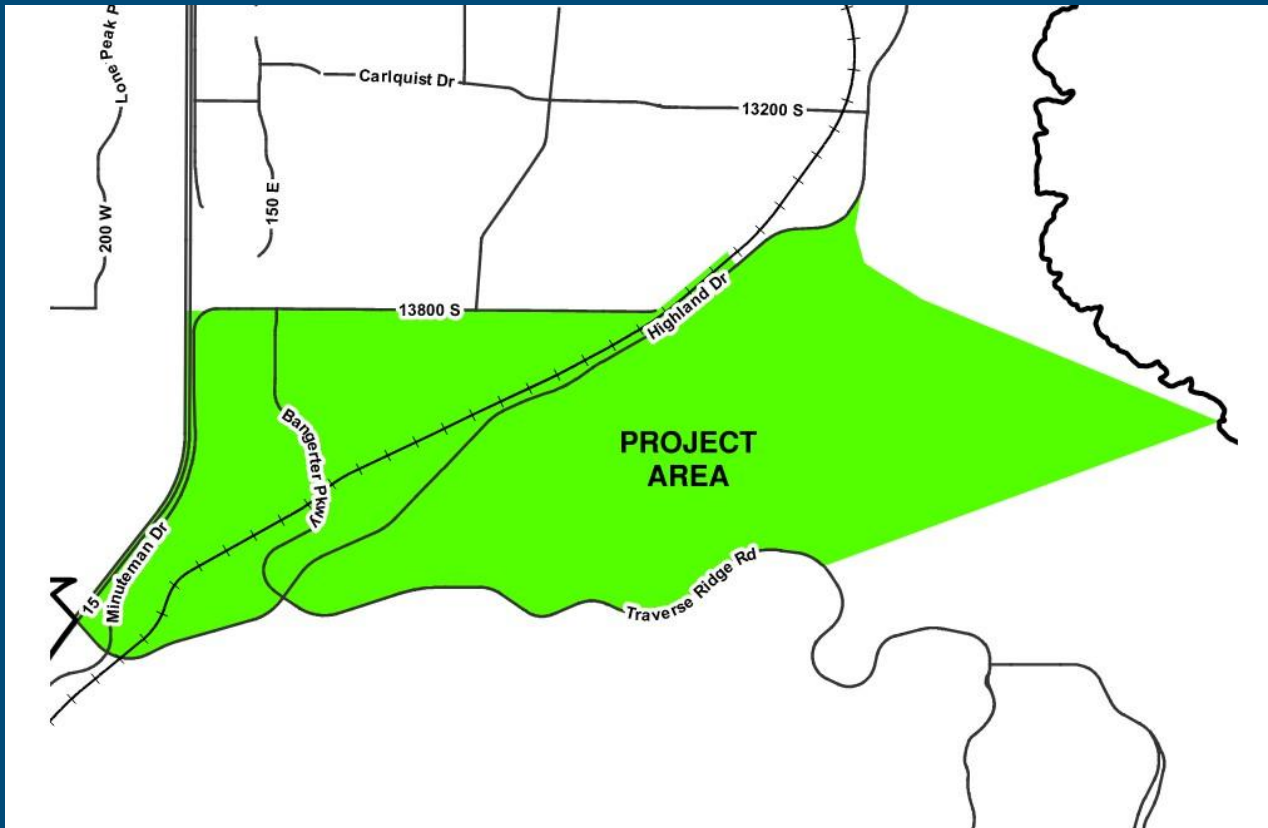 Lone Peak P
Carlquist Dr
13200 S
150 E
200 W
13800 S
Highland Dr
Bangerter Pkwy
PROJECT
AREA
Minuteman Dr
15
Traverse Ridge Rd